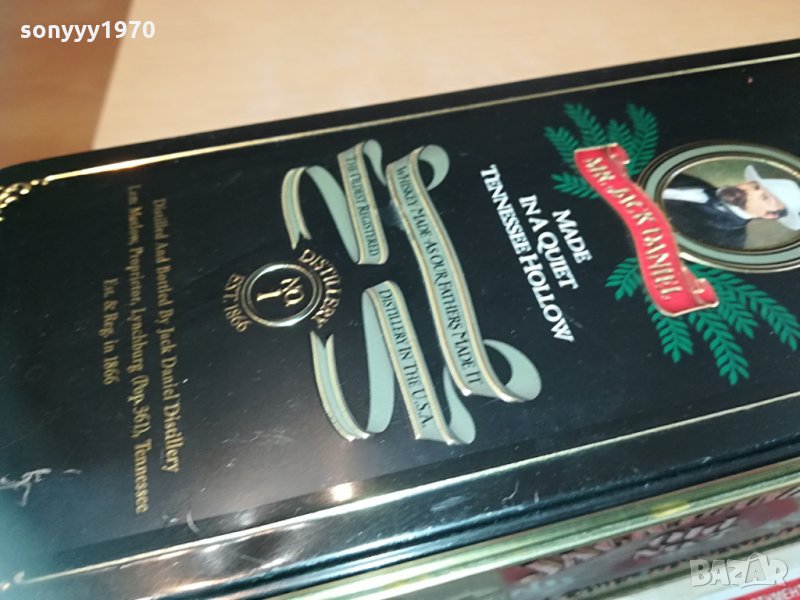 sonyyy1970
MR. JACK DANIEL
MADE
IN A QUIET
TENNESSEE HOLLOW
WHISKEY MADE AS OUR FATHERS MADE IT
THE OLDEST REGISTERED
DISTILLERY IN THE U.S.A.
DISTILLERY
NO.
1
EST. 1866
Distilled And Bottled By Jack Daniel Distillery
Lem Motlow, Proprietor, Lynchburg (Pop.361), Tennessee
Est. & Reg. in 1866
BAZAR